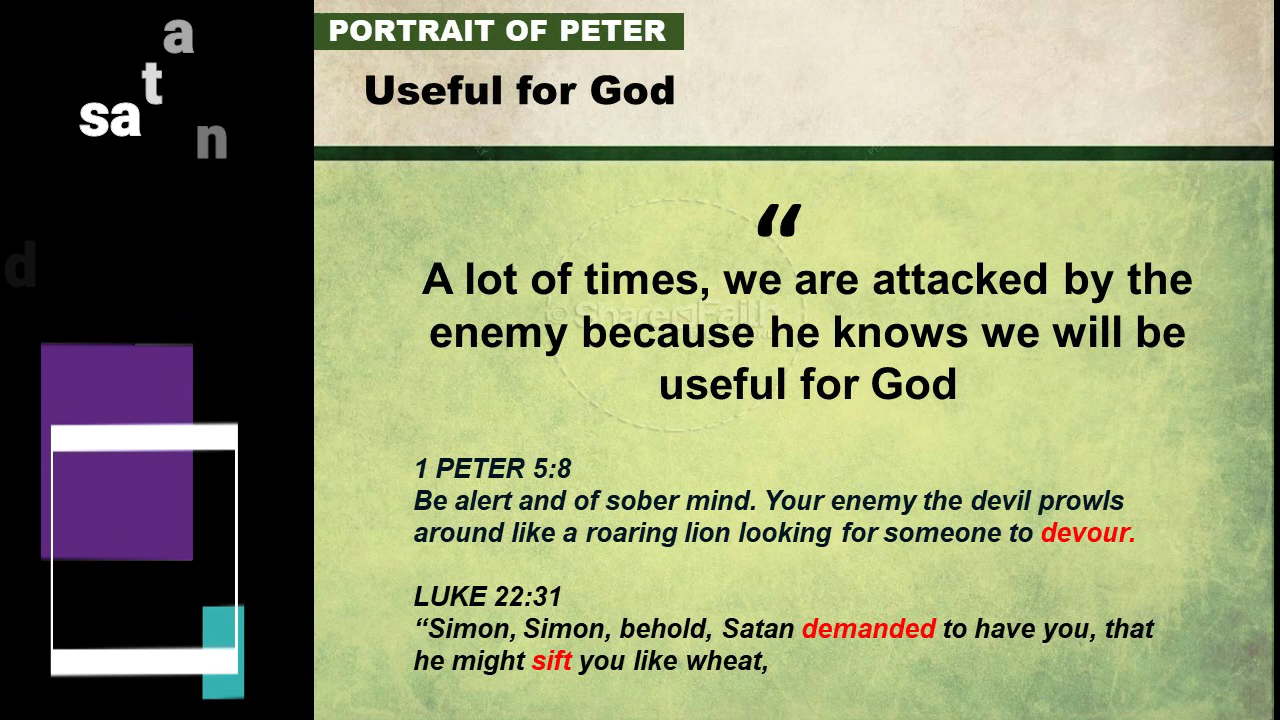 a
t
sa
n
d
PORTRAIT OF PETER
Useful for God
“
A lot of times, we are attacked by the
enemy because he knows we will be
useful for God
1 PETER 5:8
Be alert and of sober mind. Your enemy the devil prowls
around like a roaring lion looking for someone to devour.
LUKE 22:31
“Simon, Simon, behold, Satan demanded to have you, that
he might sift you like wheat,